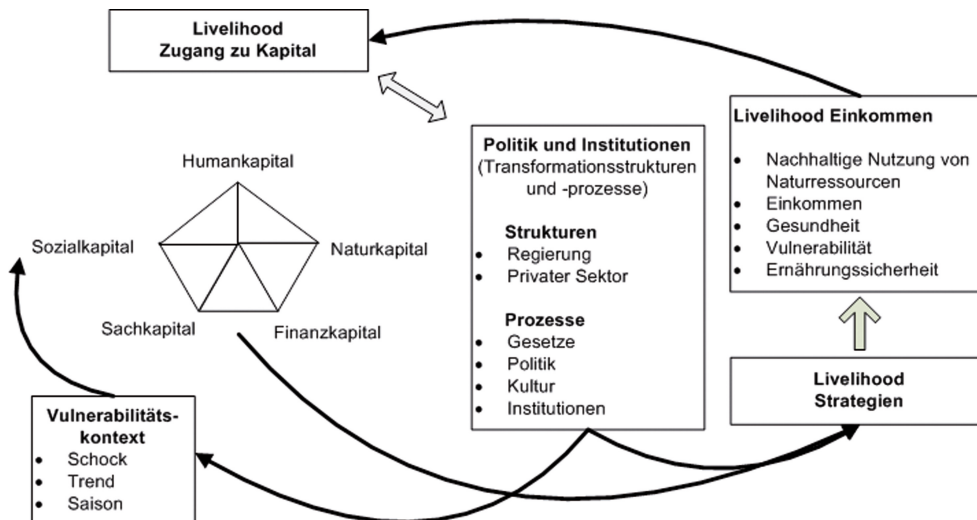 Livelihood
Zugang zu Kapital
Livelihood Einkommen
• Nachhaltige Nutzung von
Naturressourcen
• Einkommen
• Gesundheit
• Vulnerabilität
• Ernährungssicherheit
Politik und Institutionen
(Transformationsstrukturen
und -prozesse)
Strukturen
• Regierung
• Privater Sektor
Prozesse
• Gesetze
• Politik
• Kultur
• Institutionen
Humankapital
Sozialkapital
Naturkapital
Sachkapital
Finanzkapital
Livelihood
Strategien
Vulnerabilitäts-
kontext
• Schock
• Trend
• Saison